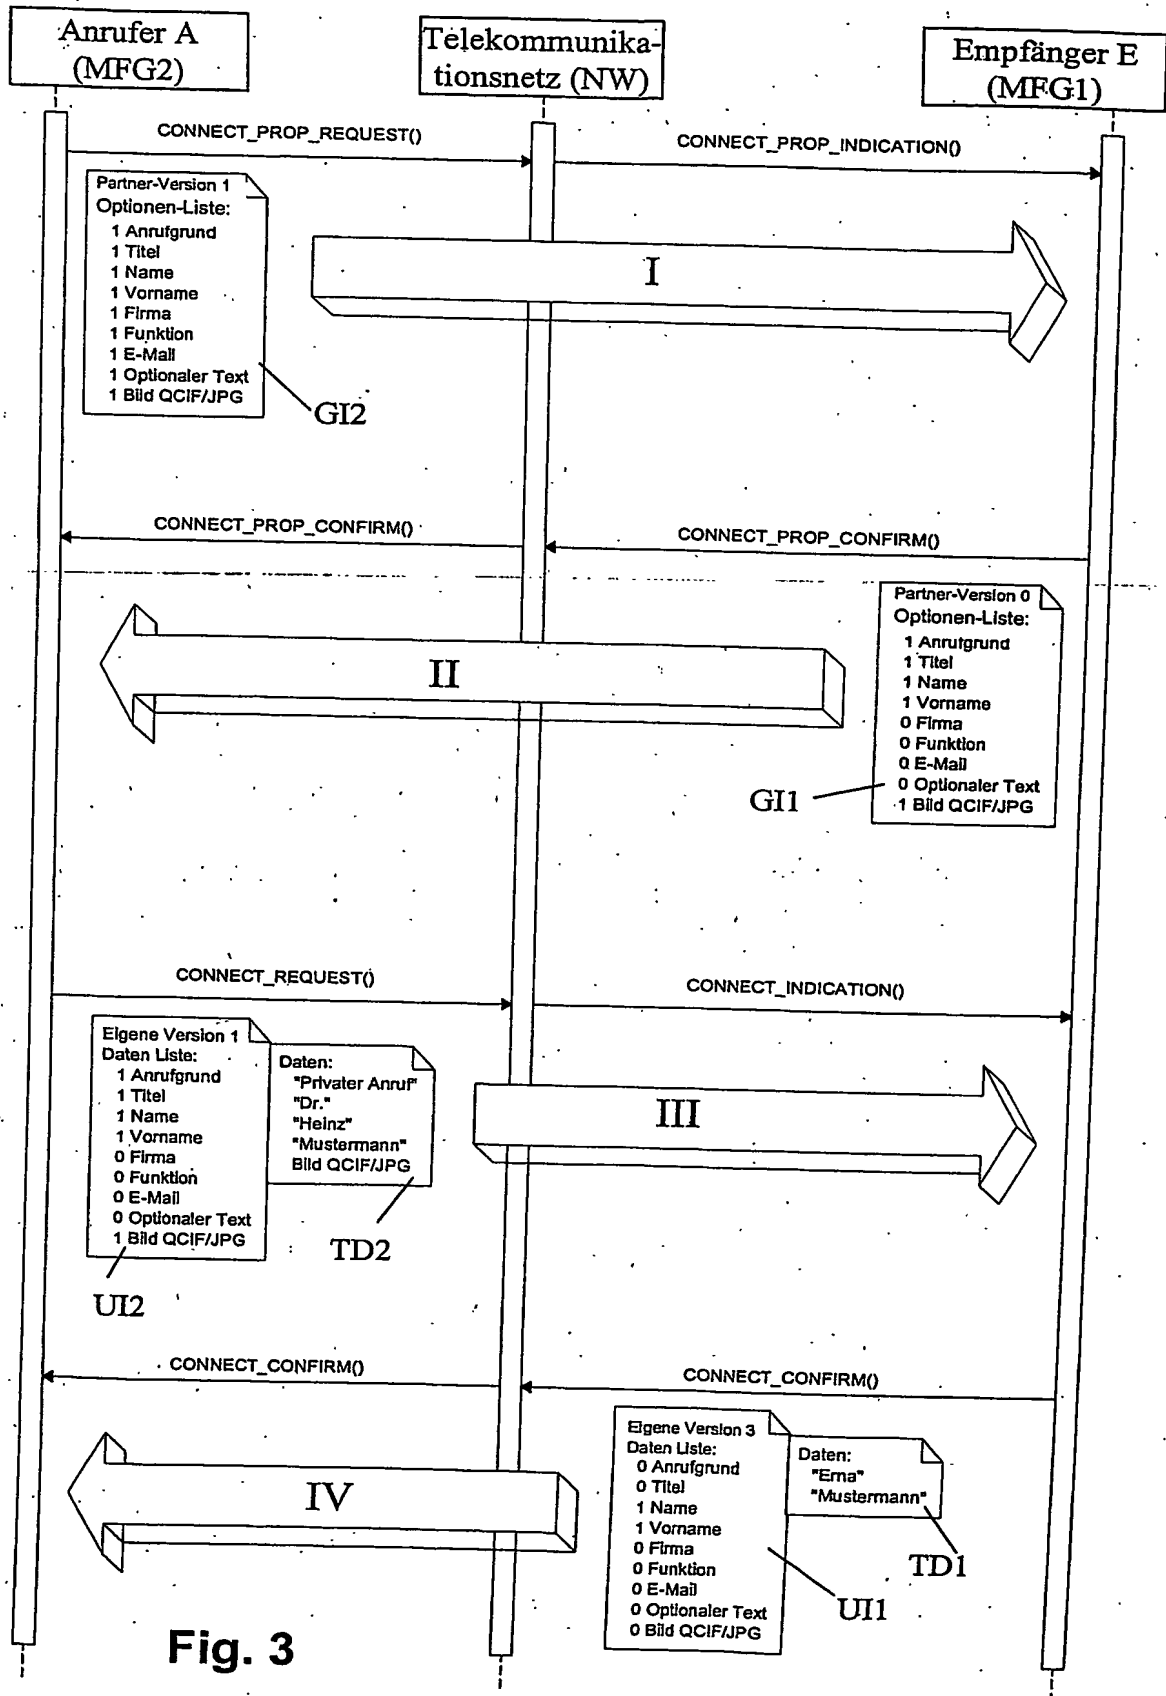 Anrufer A
(MFG2)
Telekommunika-
tionsnetz (NW)
Empfänger E
(MFG1)
CONNECT_PROP_REQUEST()
CONNECT_PROP_INDICATION()
Partner-Version 1
Optionen-Liste:
1 Anrufgrund
1 Titel
1 Name
1 Vorname
1 Firma
1 Funktion
1 E-Mail
1 Optionaler Text
1 Bild QCIF/JPG
GI2
I
CONNECT_PROP_CONFIRM()
CONNECT_PROP_CONFIRM()
Partner-Version 0
Optionen-Liste:
1 Anrufgrund
1 Titel
1 Name
1 Vorname
0 Firma
0 Funktion
0 E-Mail
0 Optionaler Text
1 Bild QCIF/JPG
GI1
II
CONNECT_REQUEST()
CONNECT_INDICATION()
Eigene Version 1
Daten Liste:
1 Anrufgrund
1 Titel
1 Name
1 Vorname
0 Firma
0 Funktion
0 E-Mail
0 Optionaler Text
1 Bild QCIF/JPG
UI2
Daten:
"Privater Anruf"
"Dr."
"Heinz"
"Mustermann"
Bild QCIF/JPG
TD2
III
CONNECT_CONFIRM()
CONNECT_CONFIRM()
IV
Eigene Version 3
Daten Liste:
0 Anrufgrund
0 Titel
1 Name
1 Vorname
0 Firma
0 Funktion
0 E-Mail
0 Optionaler Text
0 Bild QCIF/JPG
UI1
Daten:
"Erna"
"Mustermann"
TD1
Fig. 3